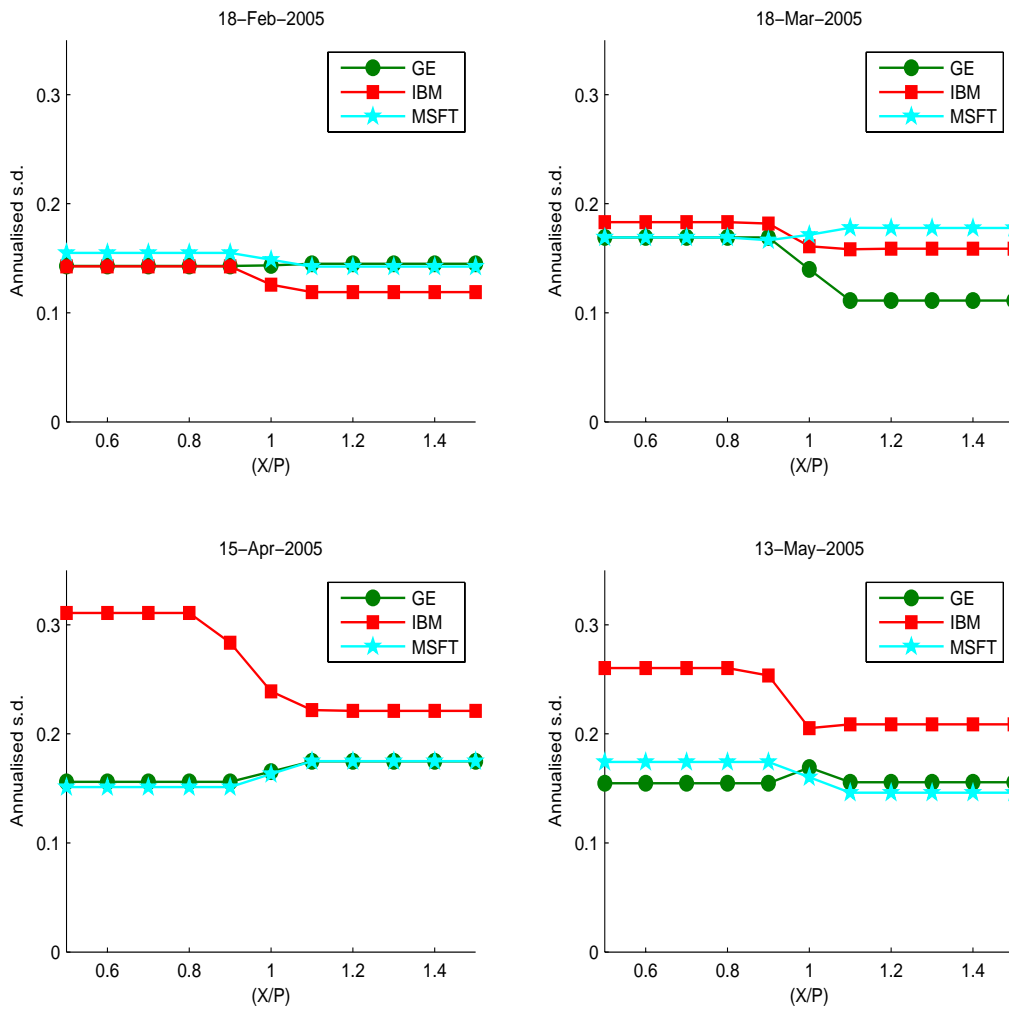 18-Feb-2005
GE
IBM
MSFT
Annualised s.d.
0.3
0.2
0.1
0
0.6 0.8 1 1.2 1.4
(X/P)
18-Mar-2005
GE
IBM
MSFT
Annualised s.d.
0.3
0.2
0.1
0
0.6 0.8 1 1.2 1.4
(X/P)
15-Apr-2005
GE
IBM
MSFT
Annualised s.d.
0.3
0.2
0.1
0
0.6 0.8 1 1.2 1.4
(X/P)
13-May-2005
GE
IBM
MSFT
Annualised s.d.
0.3
0.2
0.1
0
0.6 0.8 1 1.2 1.4
(X/P)